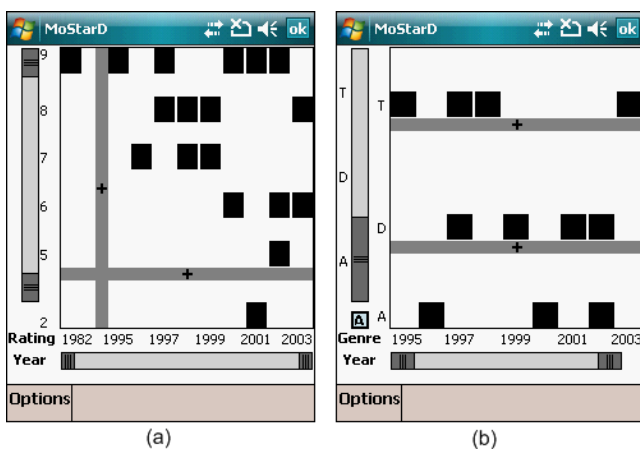 MoStarD
ok
9
8
7
6
5
2
Rating 1982 1995 1997 1999 2001 2003
Year
Options
(a)
MoStarD
ok
T T
D D
A A
A
Genre 1995 1997 1999 2001 2003
Year
Options
(b)